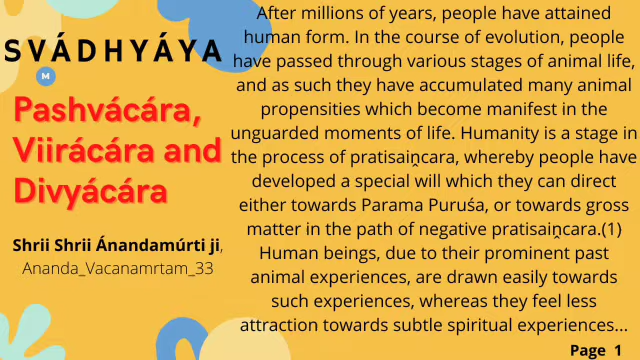 SVÁDHYÁYA
M
Pashvácára,
Viirácára and
Divyácára
Shrii Shrii Ánandamúrti ji,
Ananda_Vacanamrtam_33
After millions of years, people have attained
human form. In the course of evolution, people
have passed through various stages of animal life,
and as such they have accumulated many animal
propensities which become manifest in the
unguarded moments of life. Humanity is a stage in
the process of pratisaiṋcara, whereby people have
developed a special will which they can direct
either towards Parama Puruśa, or towards gross
matter in the path of negative pratisaiṋcara.(1)
Human beings, due to their prominent past
animal experiences, are drawn easily towards
such experiences, whereas they feel less
attraction towards subtle spiritual experiences...
Page 1